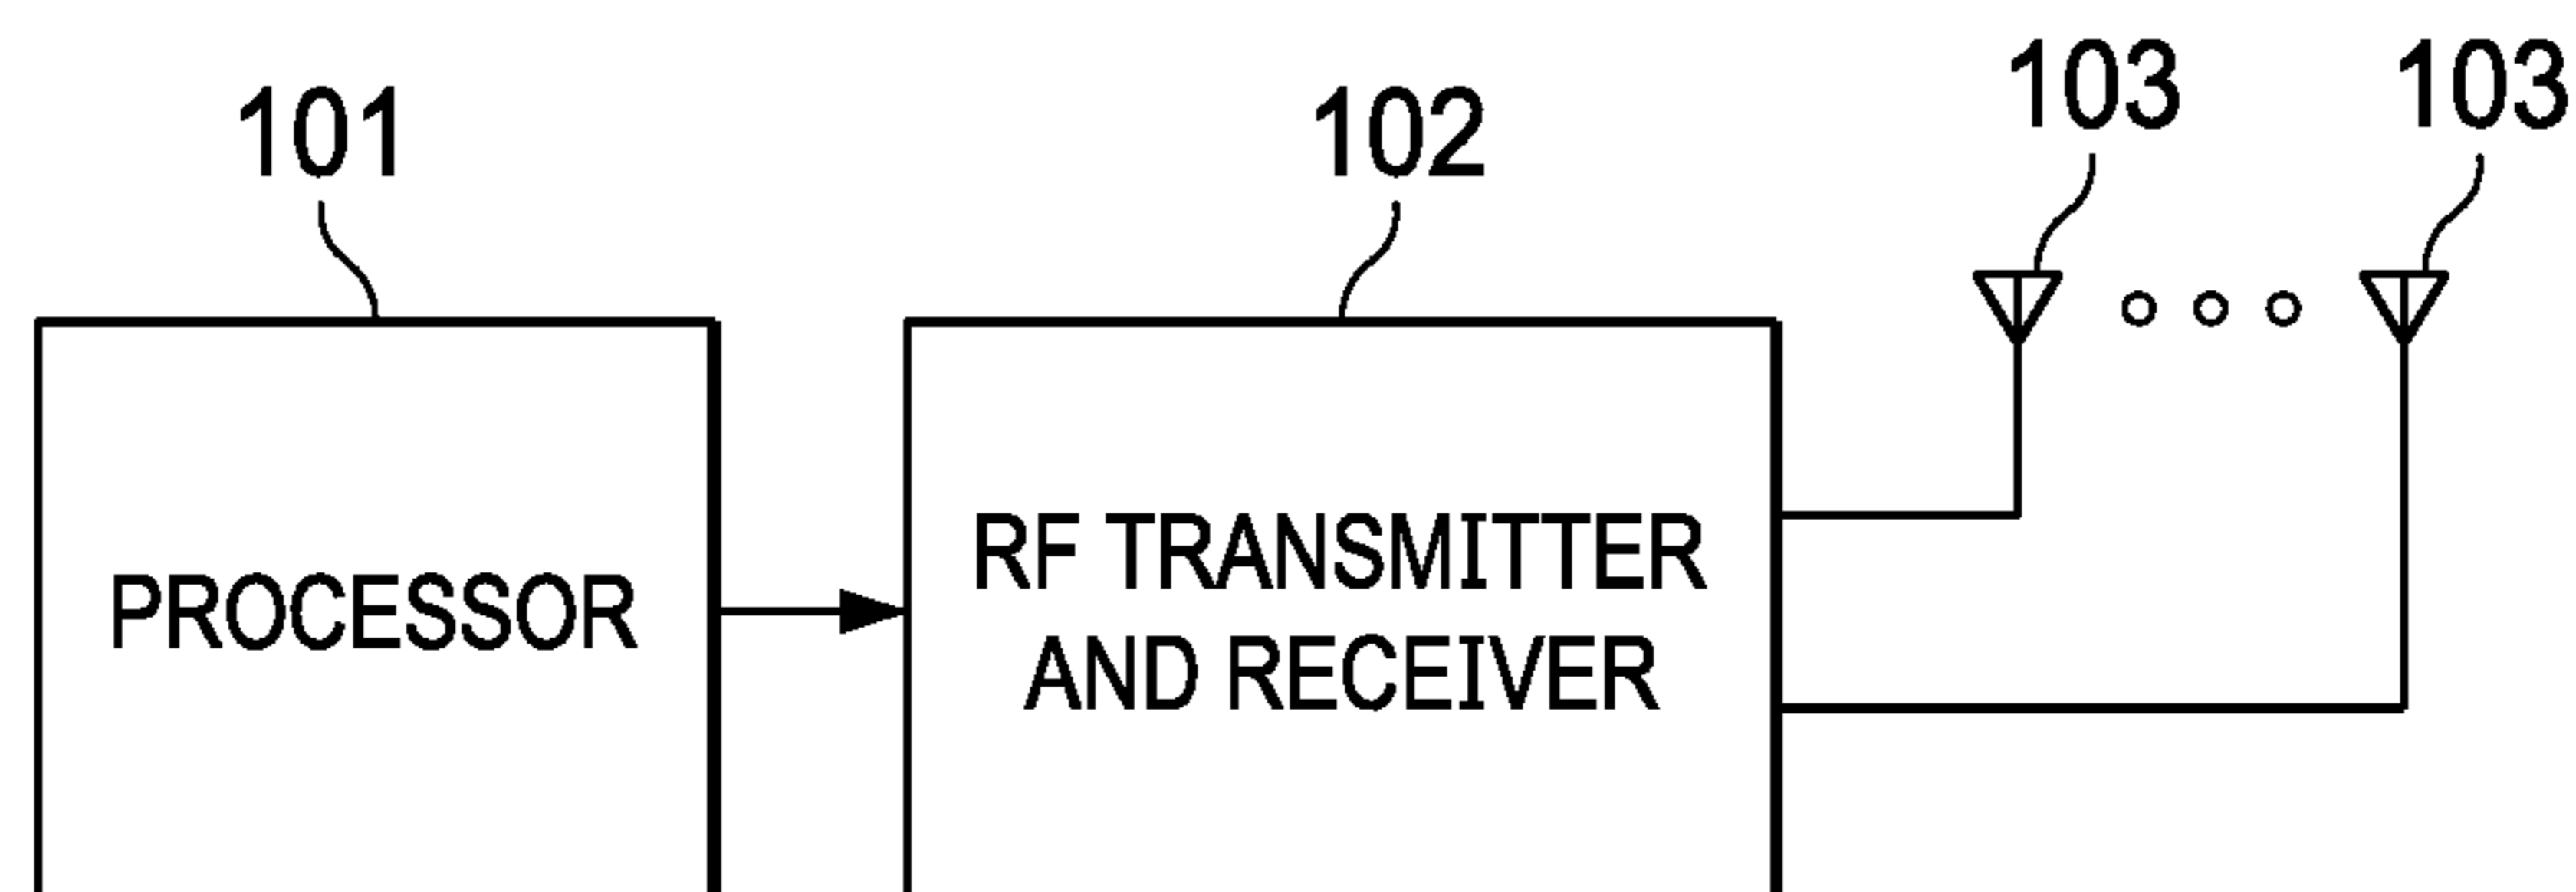 101
102
103
103
PROCESSOR
RF TRANSMITTER
AND RECEIVER